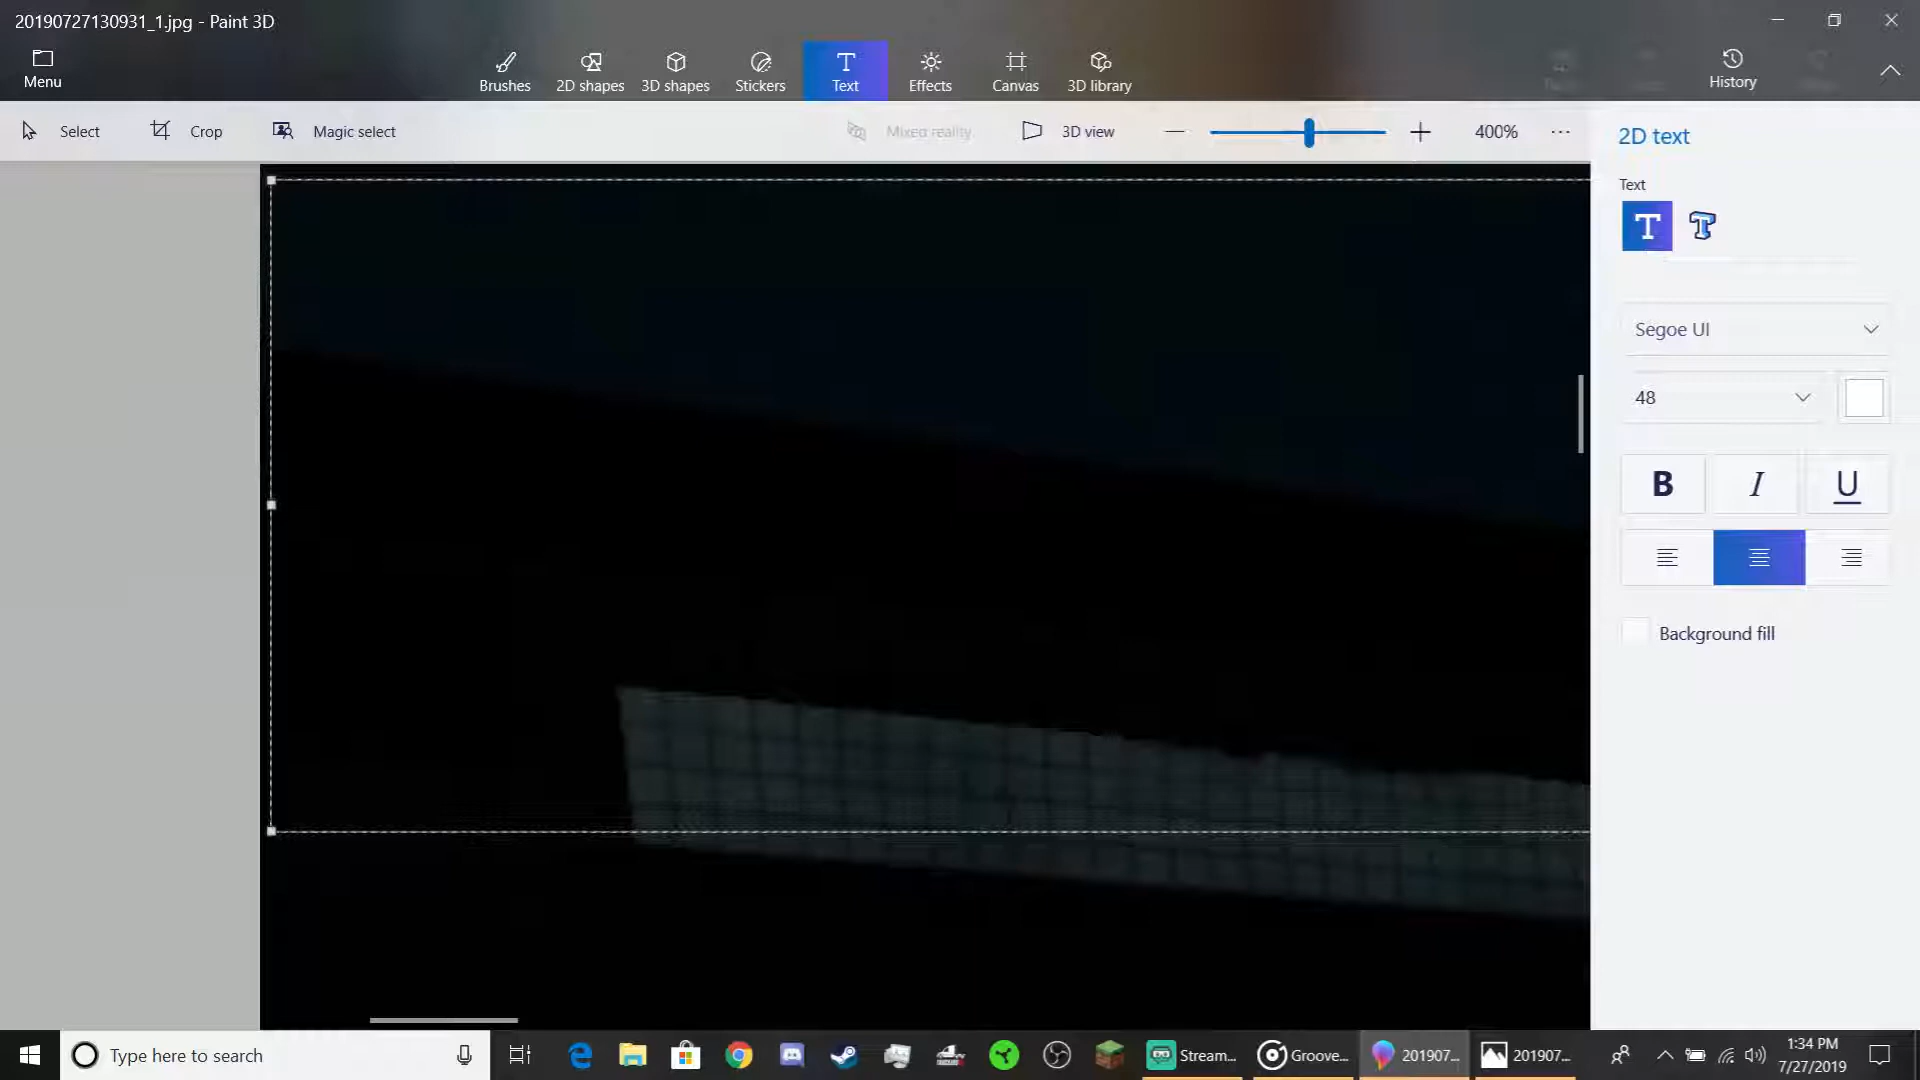 20190727130931_1.jpg - Paint 3D
Menu
Brushes
2D shapes
3D shapes
Stickers
Text
Effects
Canvas
3D library
History
Select
Crop
Magic select
Mixed reality
3D view
400%
2D text
Text
Segoe UI
48
B
I
U
Background fill
Type here to search
Stream...
Groove...
201907...
201907...
1:34 PM
7/27/2019